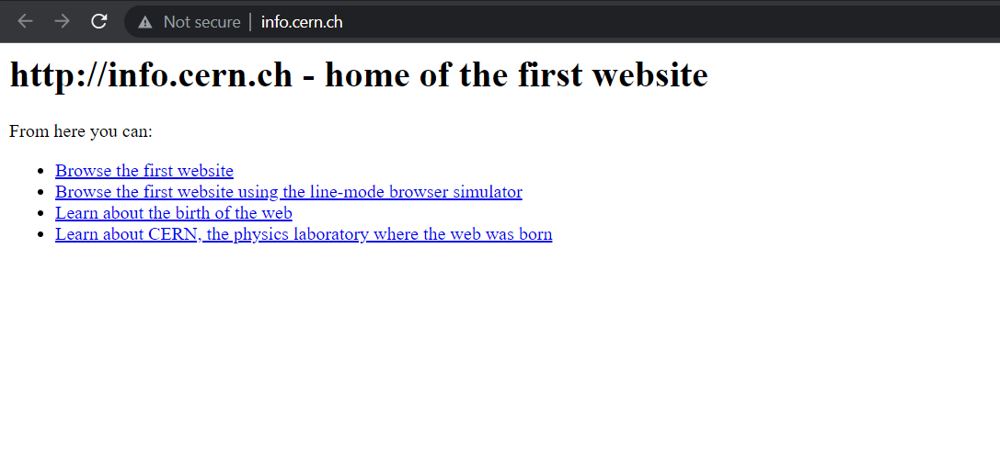 Not secure | info.cern.ch
http://info.cern.ch - home of the first website
From here you can:
Browse the first website
Browse the first website using the line-mode browser simulator
Learn about the birth of the web
Learn about CERN, the physics laboratory where the web was born